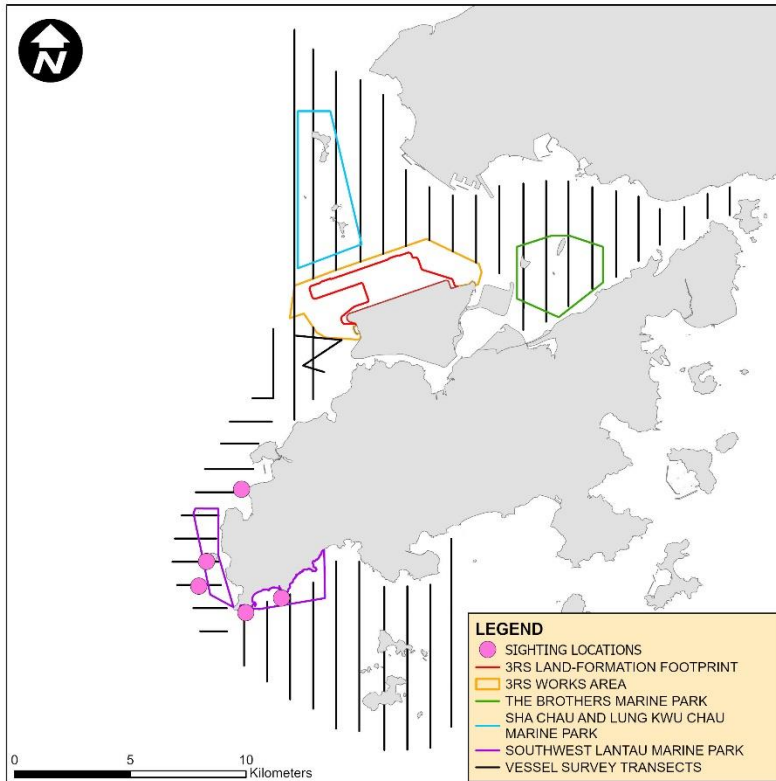 N
LEGEND
SIGHTING LOCATIONS
3RS LAND-FORMATION FOOTPRINT
3RS WORKS AREA
THE BROTHERS MARINE PARK
SHA CHAU AND LUNG KWU CHAU
MARINE PARK
SOUTHWEST LANTAU MARINE PARK
VESSEL SURVEY TRANSECTS
0 5 10
Kilometers